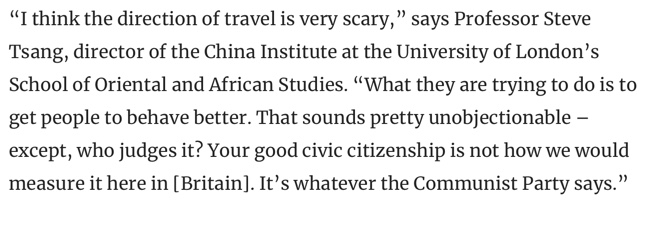 “I think the direction of travel is very scary,” says Professor Steve
Tsang, director of the China Institute at the University of London’s
School of Oriental and African Studies. “What they are trying to do is to
get people to behave better. That sounds pretty unobjectionable –
except, who judges it? Your good civic citizenship is not how we would
measure it here in [Britain]. It’s whatever the Communist Party says.”